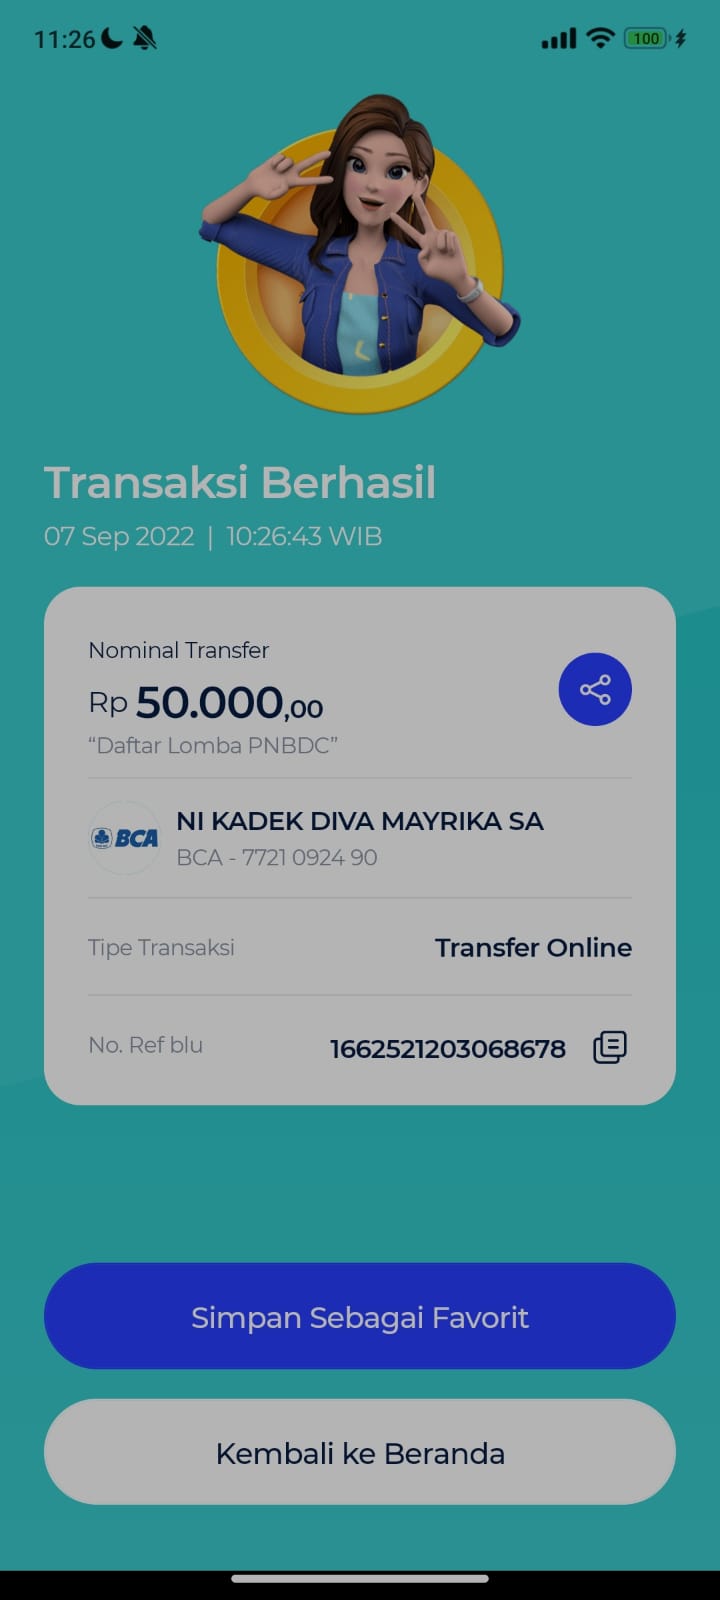 11:26
100
Transaksi Berhasil
07 Sep 2022 | 10:26:43 WIB
Nominal Transfer
Rp 50.000,00
“Daftar Lomba PNBDC”
BCA
NI KADEK DIVA MAYRIKA SA
BCA - 7721 0924 90
Tipe Transaksi Transfer Online
No. Ref blu 1662521203068678
Simpan Sebagai Favorit
Kembali ke Beranda